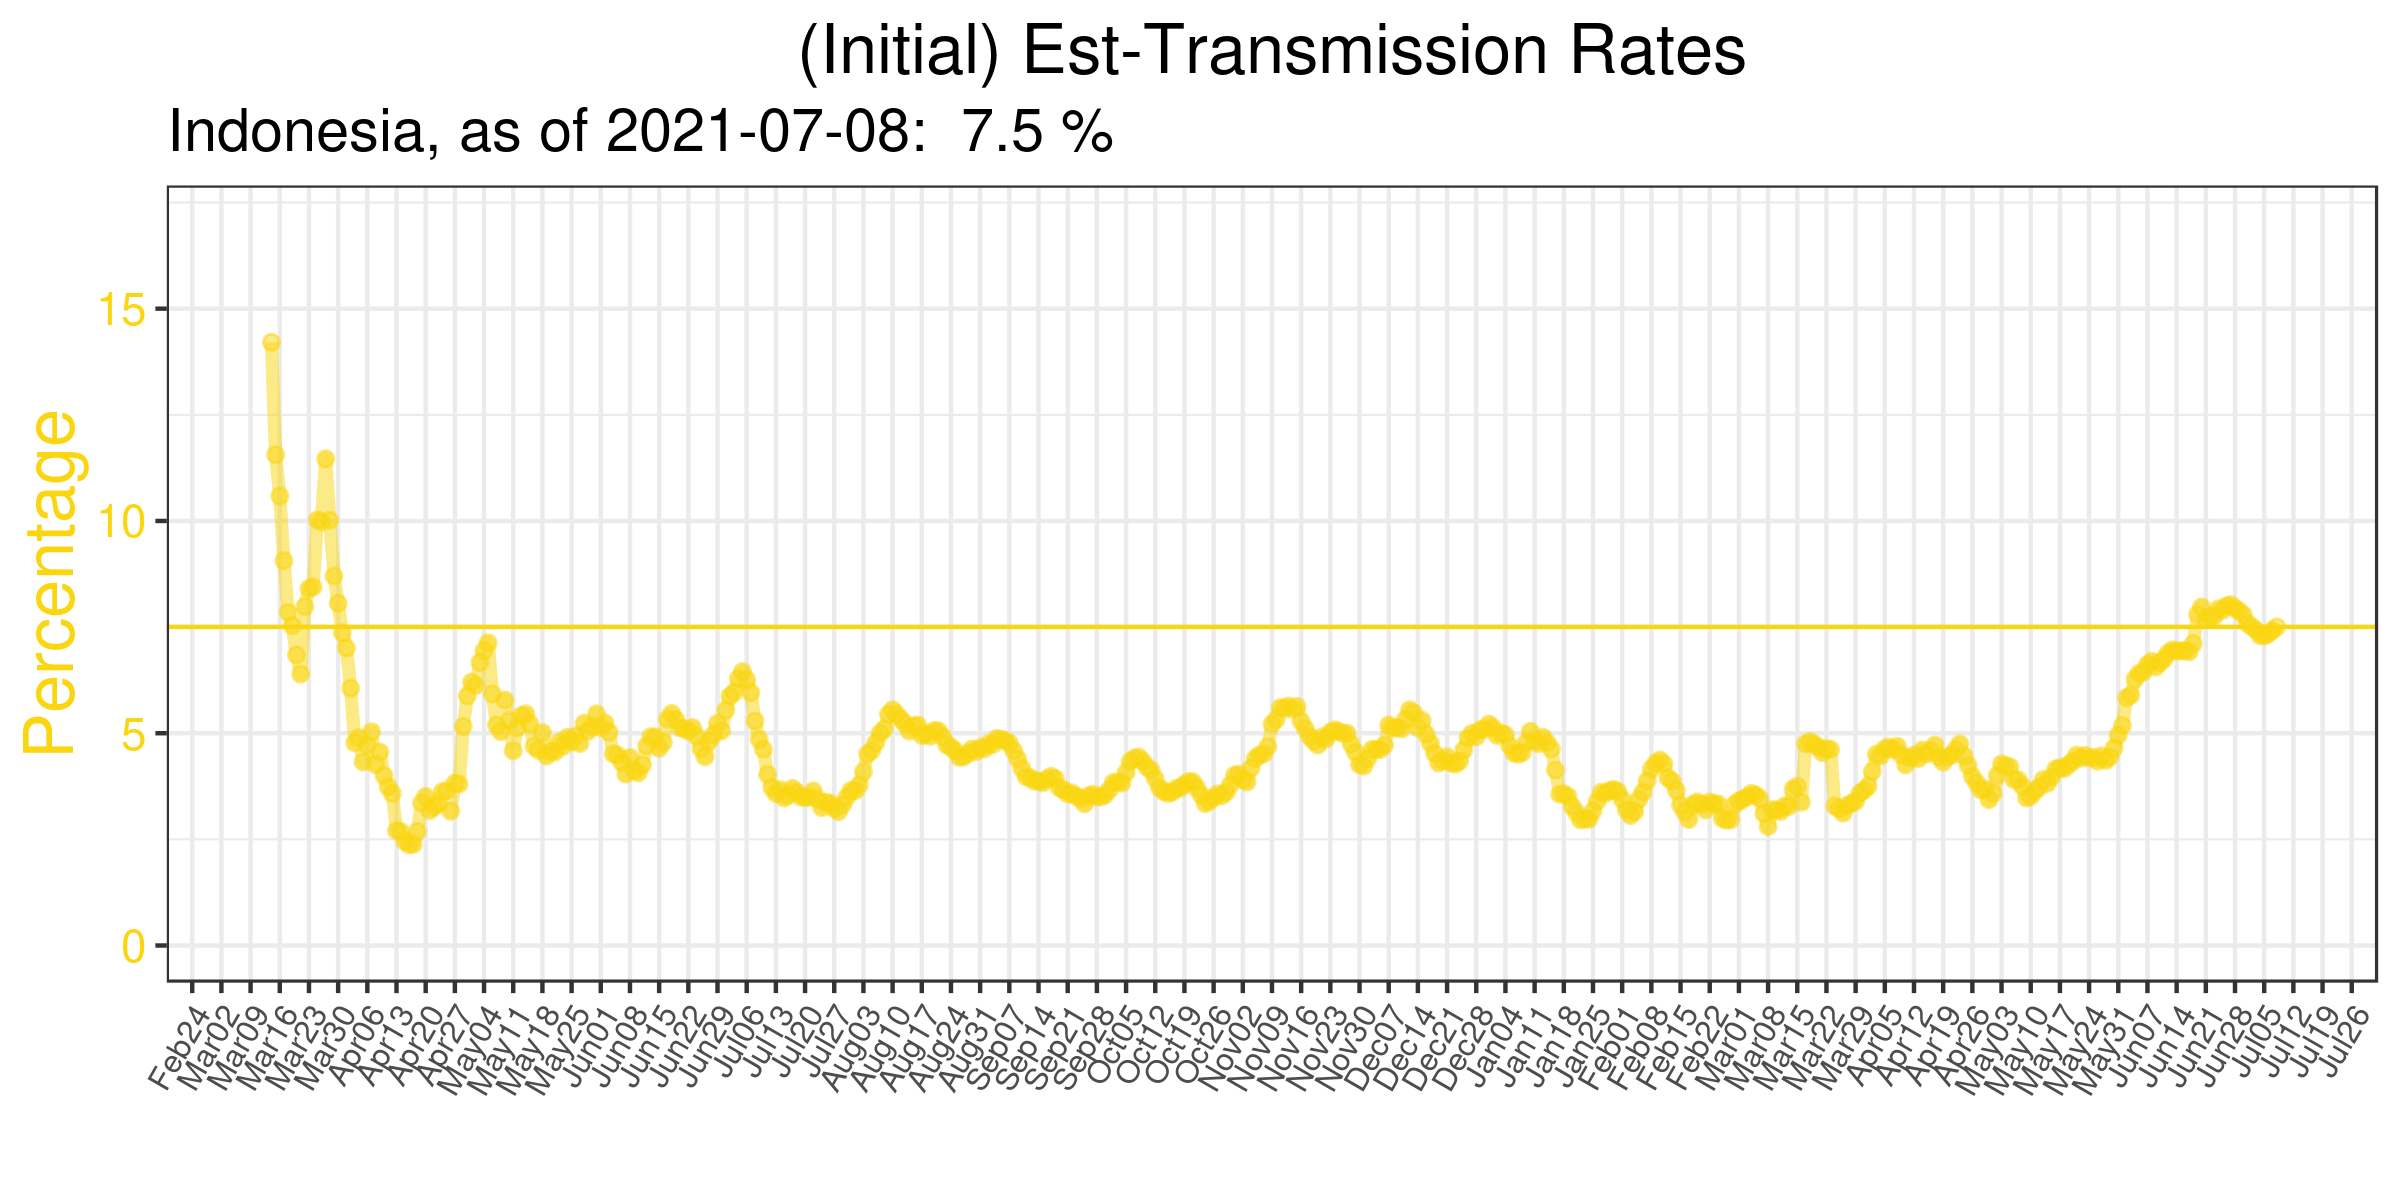 (Initial) Est-Transmission Rates
Indonesia, as of 2021-07-08:  7.5 %
Percentage
15
10
5
0
Feb24
Mar02
Mar09
Mar16
Mar23
Mar30
Apr06
Apr13
Apr20
Apr27
May04
May11
May18
May25
Jun01
Jun08
Jun15
Jun22
Jun29
Jul06
Jul13
Jul20
Jul27
Aug03
Aug10
Aug17
Aug24
Aug31
Sep07
Sep14
Sep21
Sep28
Oct05
Oct12
Oct19
Oct26
Nov02
Nov09
Nov16
Nov23
Nov30
Dec07
Dec14
Dec21
Dec28
Jan04
Jan11
Jan18
Jan25
Feb01
Feb08
Feb15
Feb22
Mar01
Mar08
Mar15
Mar22
Mar29
Apr05
Apr12
Apr19
Apr26
May03
May10
May17
May24
May31
Jun07
Jun14
Jun21
Jun28
Jul05
Jul12
Jul19
Jul26